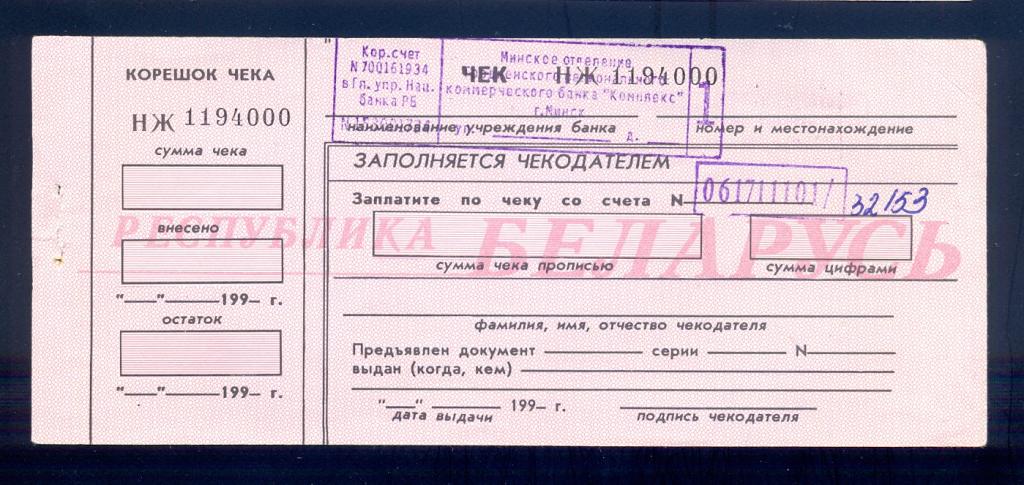 КОРЕШОК ЧЕКА
НЖ 1194000
сумма чека
внесено
"—"——199– г.
остаток
"—"——199– г.
Кор.счет
N 700161934
в Гл. упр. Нац.
банка РБ
Минское отделение
коммерческого банка "Комплекс"
г.Минск
ул. д.
1
ЧЕК НЖ 1194000
наименование учреждения банка
номер и местонахождение
ЗАПОЛНЯЕТСЯ ЧЕКОДАТЕЛЕМ
Заплатите по чеку со счета N 061711101/ 32153
РЕСПУБЛИКА БЕЛАРУСЬ
сумма чека прописью
сумма цифрами
фамилия, имя, отчество чекодателя
Предъявлен документ ——— серии ——— N———
выдан (когда, кем) ———
"—" ——— 199– г.
дата выдачи
подпись чекодателя